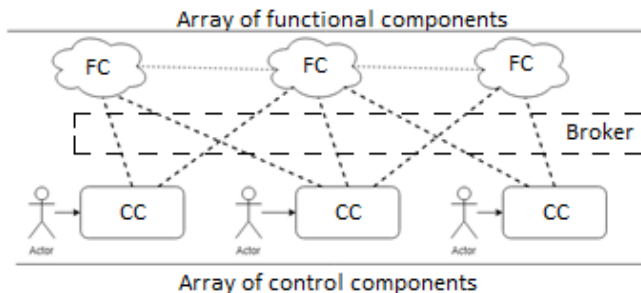 Array of functional components
FC FC FC
Broker
CC CC CC
Actor Actor Actor
Array of control components